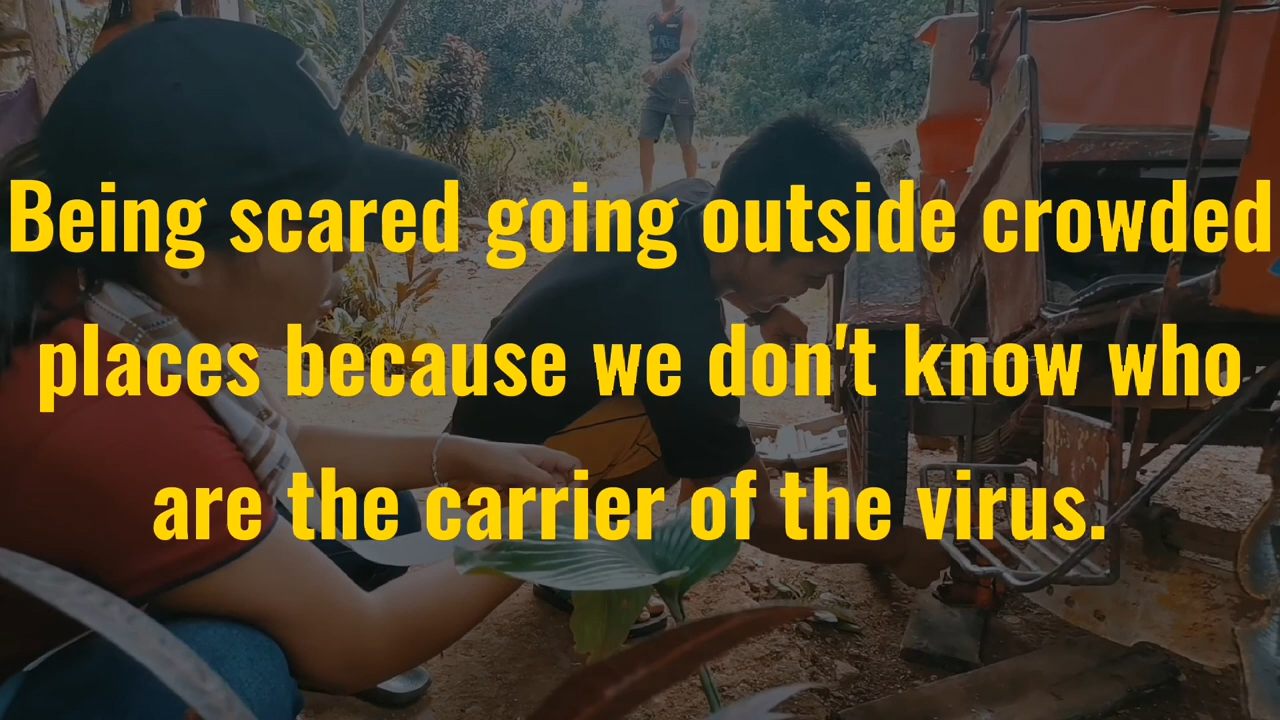 Being scared going outside crowded
places because we don't know who
are the carrier of the virus.